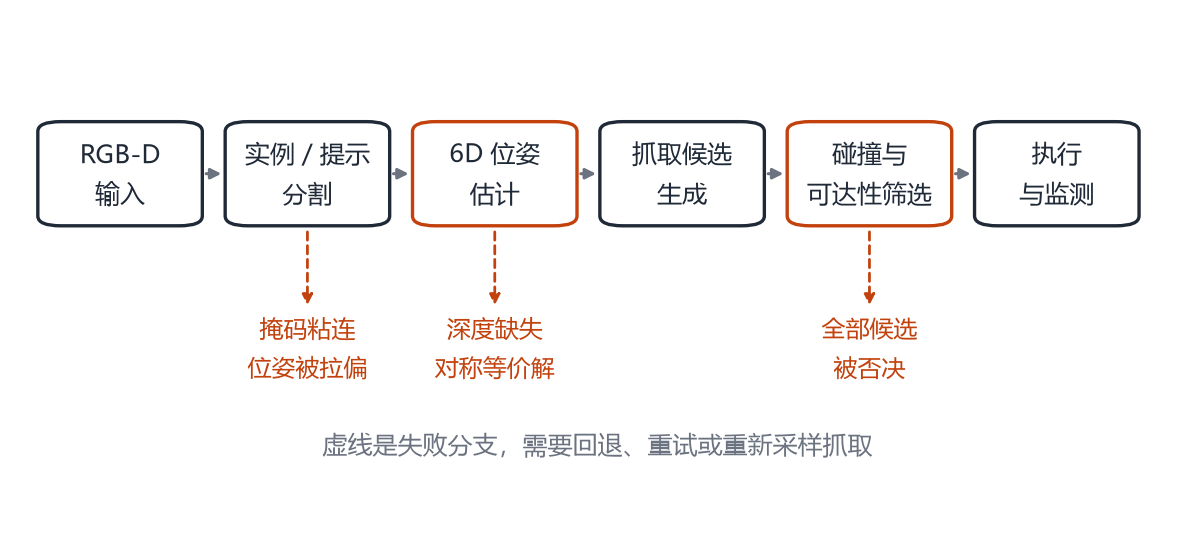 RGB-D
输入
实例 / 提示
分割
6D 位姿
估计
抓取候选
生成
碰撞与
可达性筛选
执行
与监测
掩码粘连
位姿被拉偏
深度缺失
对称等价解
全部候选
被否决
虚线是失败分支，需要回退、重试或重新采样抓取